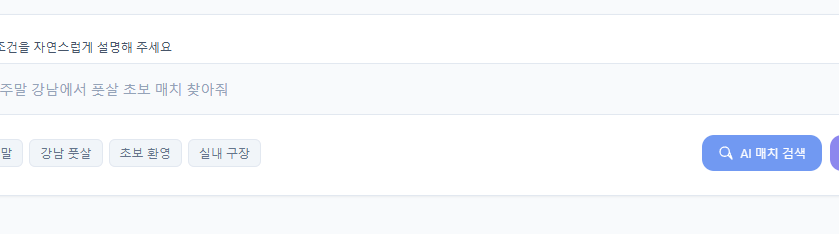 조건을 자연스럽게 설명해 주세요
주말 강남에서 풋살 초보 매치 찾아줘
말 강남 풋살 초보 환영 실내 구장 AI 매치 검색